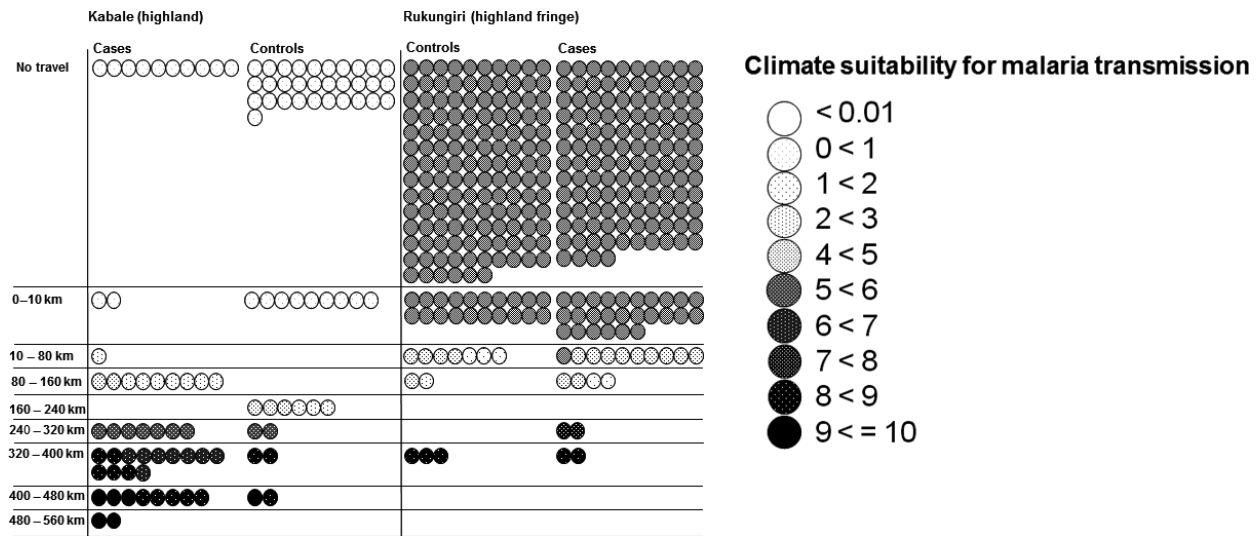 Kabale (highland) Rukungiri (highland fringe)
Cases Controls Controls Cases
No travel
0–10 km
10 – 80 km
80 – 160 km
160 – 240 km
240 – 320 km
320 – 400 km
400 – 480 km
480 – 560 km
Climate suitability for malaria transmission
< 0.01
0 < 1
1 < 2
2 < 3
4 < 5
5 < 6
6 < 7
7 < 8
8 < 9
9 < = 10